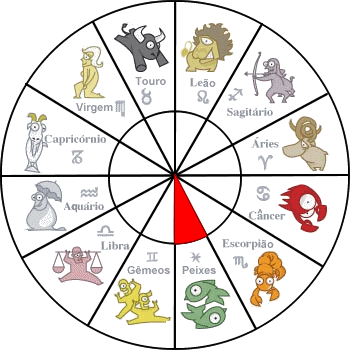 Touro
♉
Leão
♌
Sagitário
♐
Áries
♈
Câncer
♋
Escorpião
♏
Peixes
♓
Gêmeos
♊
Libra
♎
Aquário
♒
Capricórnio
♑
Virgem ♍